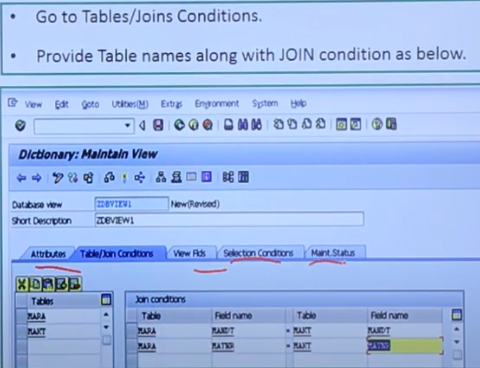 • Go to Tables/Joins Conditions.
• Provide Table names along with JOIN condition as below.
View Edit Goto Utilities(M) Extras Environment System Help
Dictionary: Maintain View
Database view ZDBVIEW1 New(Revised)
Short Description ZDBVIEW1
Attributes Table/Join Conditions View Flds Selection Conditions Maint.Status
Tables Join conditions
Table Field name Table Field name
MARA MARA MANDT = MAKT MANDT
MAKT MARA MATNR = MAKT MATNR